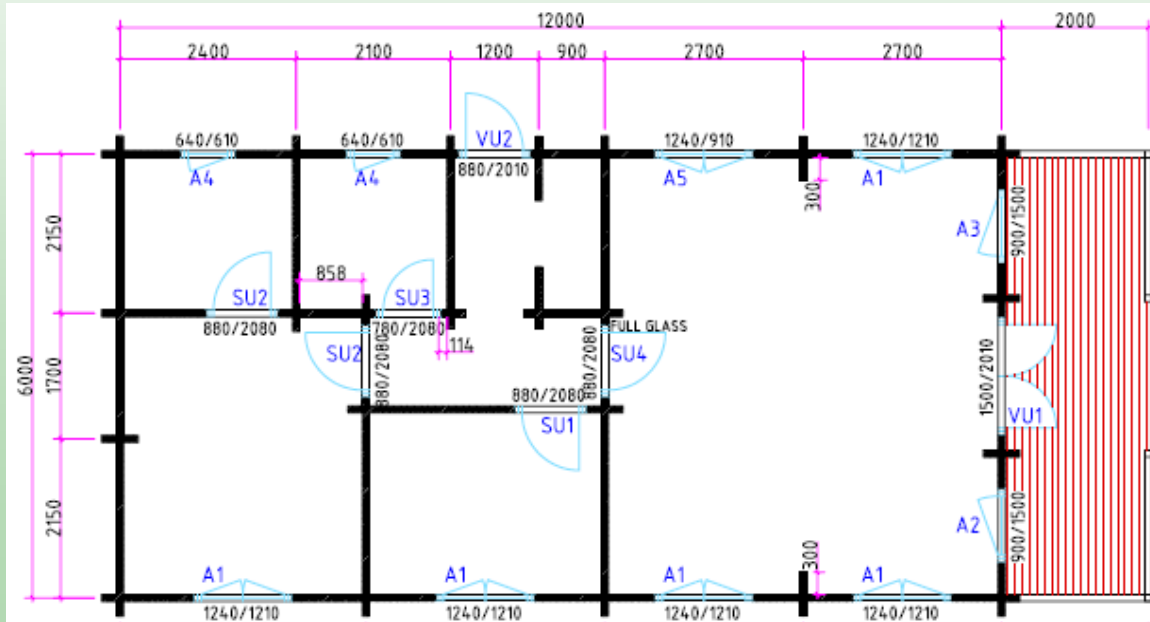 12000 2000
2400 2100 1200 900 2700 2700
640/610 640/610 VU2 1240/910 1240/1210
A4 A4 880/2010 A5 A1
300
2150
A3 900/1500
858
SU2 SU3
880/2080 780/2080 FULL GLASS
114
SU2 880/2080 880/2080 SU4
6000 1700
1500/2010 VU1
880/2080
SU1
2150
A2 900/1500
300
A1 A1 A1 A1
1240/1210 1240/1210 1240/1210 1240/1210